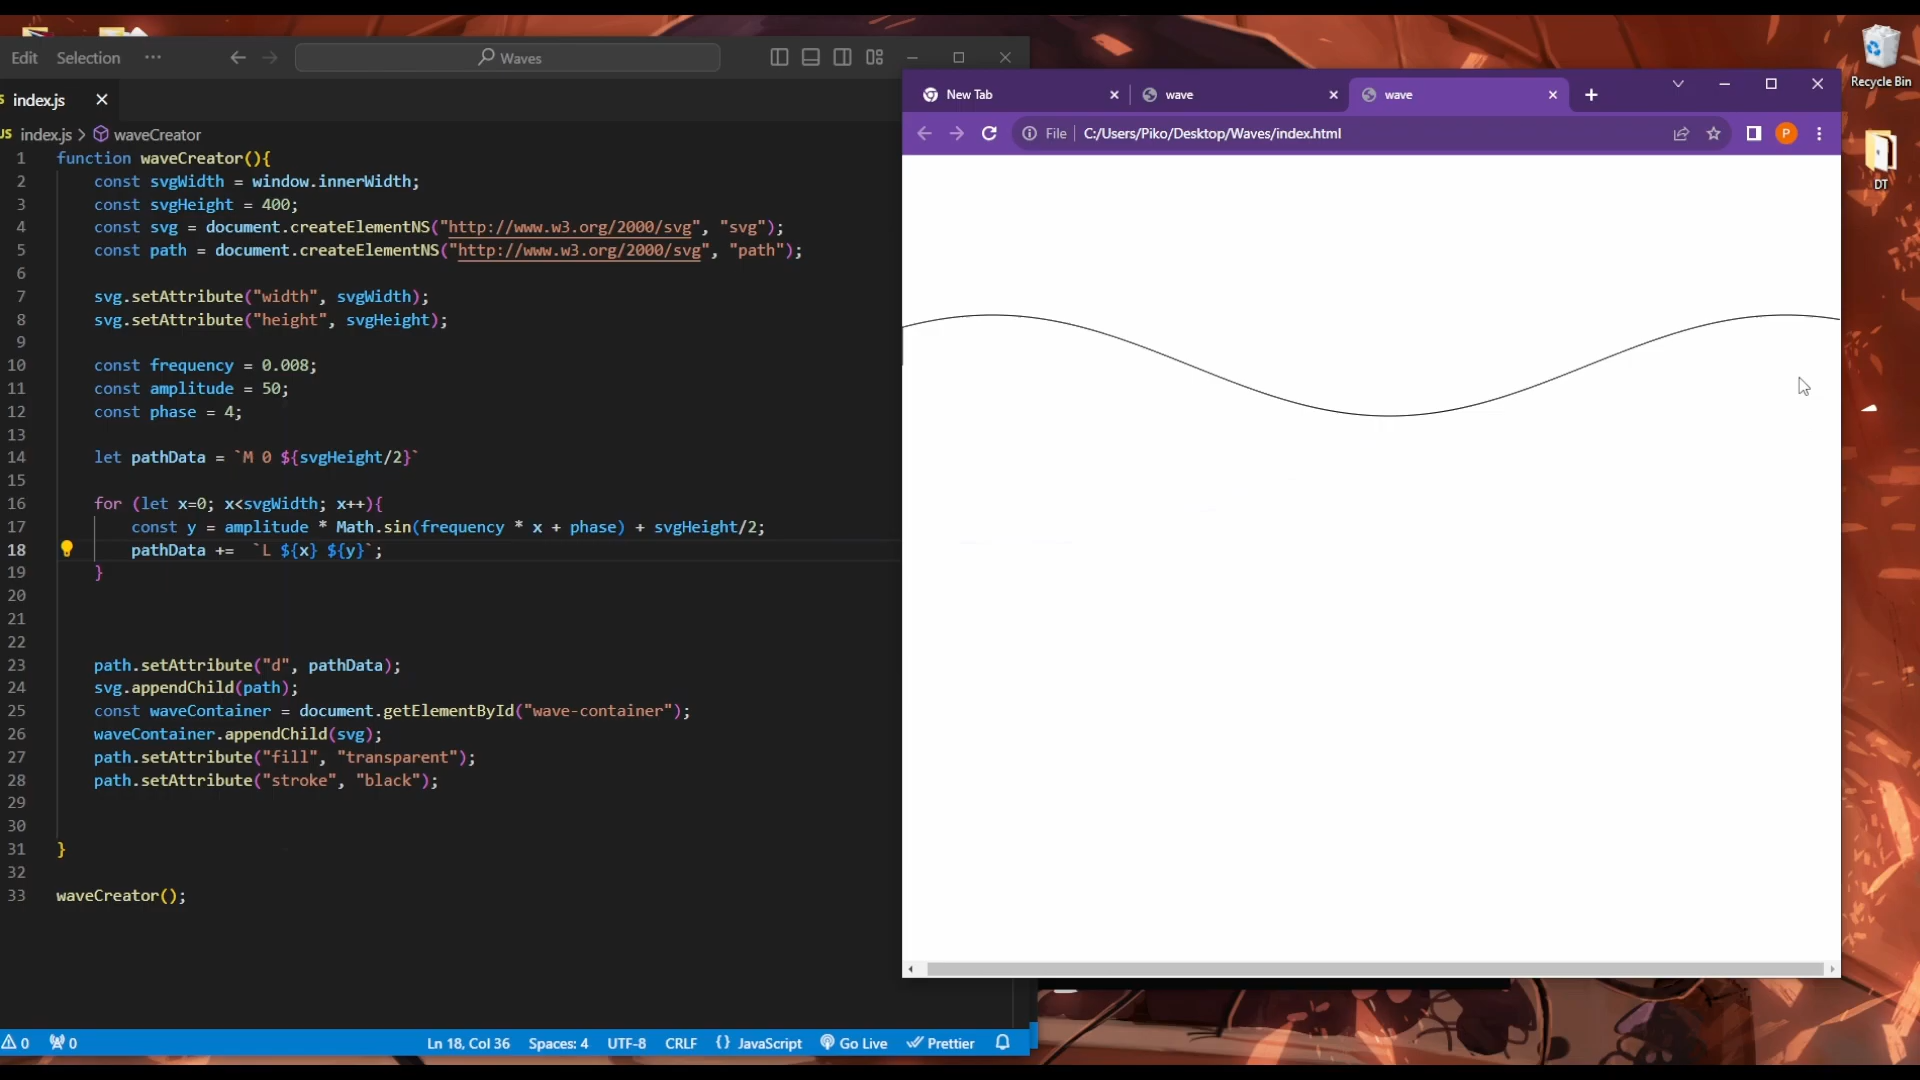 Edit Selection ··· Waves
index.js
JS index.js > waveCreator
1 function waveCreator(){
2 const svgWidth = window.innerWidth;
3 const svgHeight = 400;
4 const svg = document.createElementNS("http://www.w3.org/2000/svg", "svg");
5 const path = document.createElementNS("http://www.w3.org/2000/svg", "path");
6
7 svg.setAttribute("width", svgWidth);
8 svg.setAttribute("height", svgHeight);
9
10 const frequency = 0.008;
11 const amplitude = 50;
12 const phase = 4;
13
14 let pathData = `M 0 ${svgHeight/2}`
15
16 for (let x=0; x<svgWidth; x++){
17 const y = amplitude * Math.sin(frequency * x + phase) + svgHeight/2;
18 pathData += `L ${x} ${y}`;
19 }
20
21
22
23 path.setAttribute("d", pathData);
24 svg.appendChild(path);
25 const waveContainer = document.getElementById("wave-container");
26 waveContainer.appendChild(svg);
27 path.setAttribute("fill", "transparent");
28 path.setAttribute("stroke", "black");
29
30
31 }
32
33 waveCreator();
0 0 Ln 18, Col 36 Spaces: 4 UTF-8 CRLF {} JavaScript Go Live Prettier
New Tab wave wave
File C:/Users/Piko/Desktop/Waves/index.html P
Recycle Bin
DT